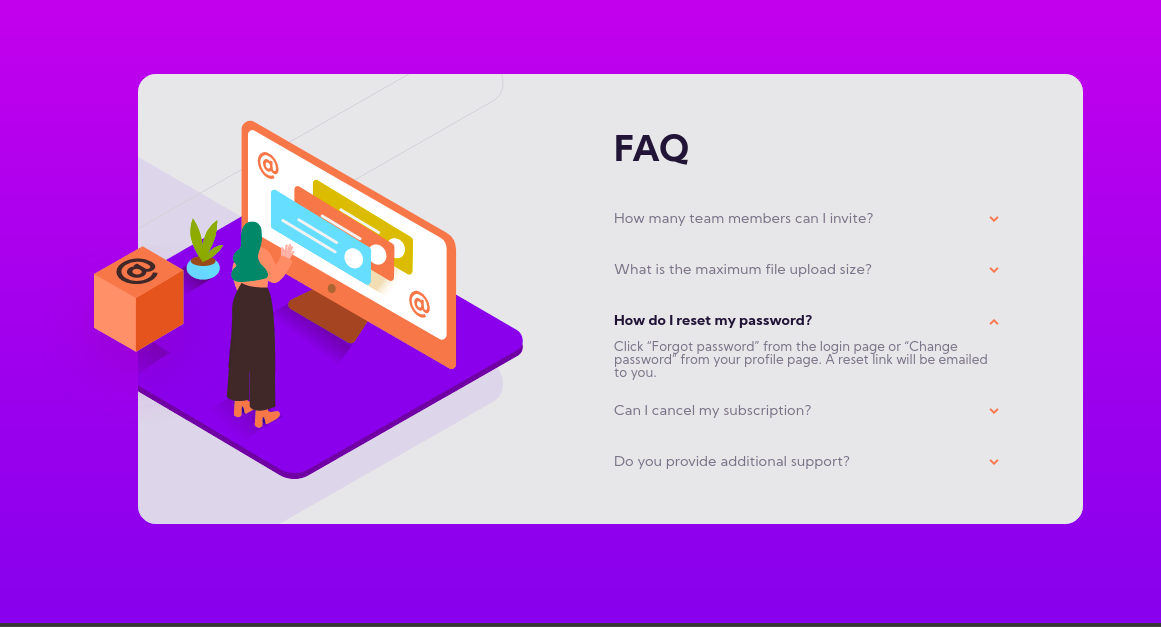 @
@
@
FAQ
How many team members can I invite?
What is the maximum file upload size?
How do I reset my password?
Click “Forgot password” from the login page or “Change
password” from your profile page. A reset link will be emailed
to you.
Can I cancel my subscription?
Do you provide additional support?